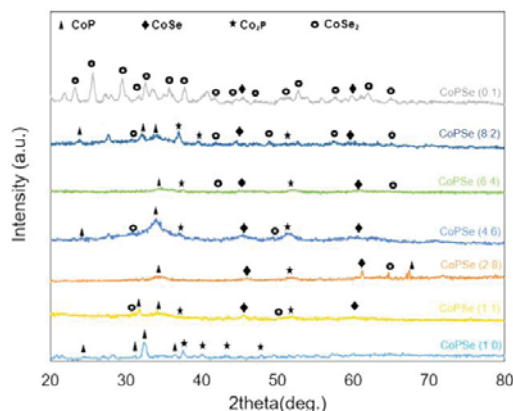 CoP CoSe Co₂P CoSe₂
CoPSe (0 1)
CoPSe (8 2)
CoPSe (6 4)
CoPSe (4 6)
CoPSe (2 8)
CoPSe (1 1)
CoPSe (1 0)
Intensity (a.u.)
20 30 40 50 60 70 80
2theta(deg.)